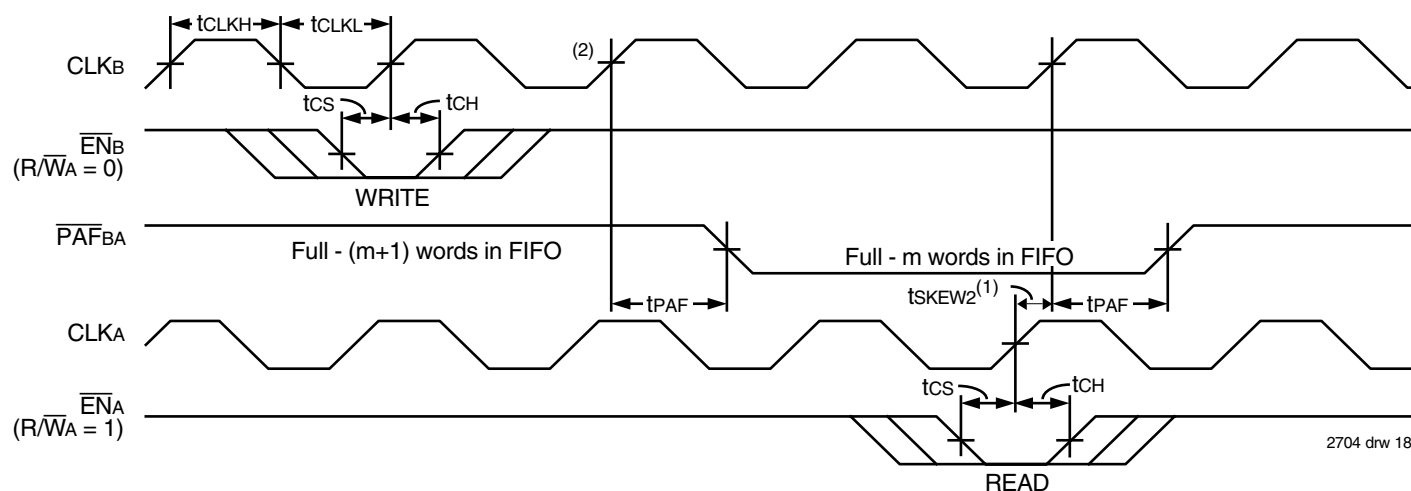 tCLKH
tCLKL
CLKB
(2)
tCS
tCH
ENB
(R/WA = 0)
WRITE
PAFBA
Full - (m+1) words in FIFO
Full - m words in FIFO
tPAF
tSKEW2(1)
tPAF
CLKA
tCS
tCH
ENA
(R/WA = 1)
READ
2704 drw 18